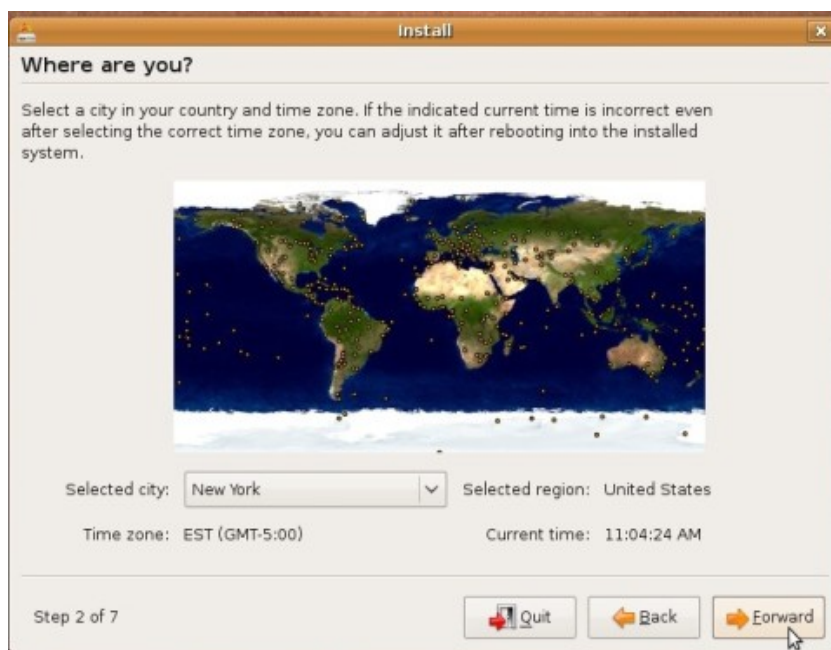 Install
Where are you?
Select a city in your country and time zone. If the indicated current time is incorrect even
after selecting the correct time zone, you can adjust it after rebooting into the installed
system.
Selected city: New York Selected region: United States
Time zone: EST (GMT-5:00) Current time: 11:04:24 AM
Step 2 of 7 Quit Back Forward